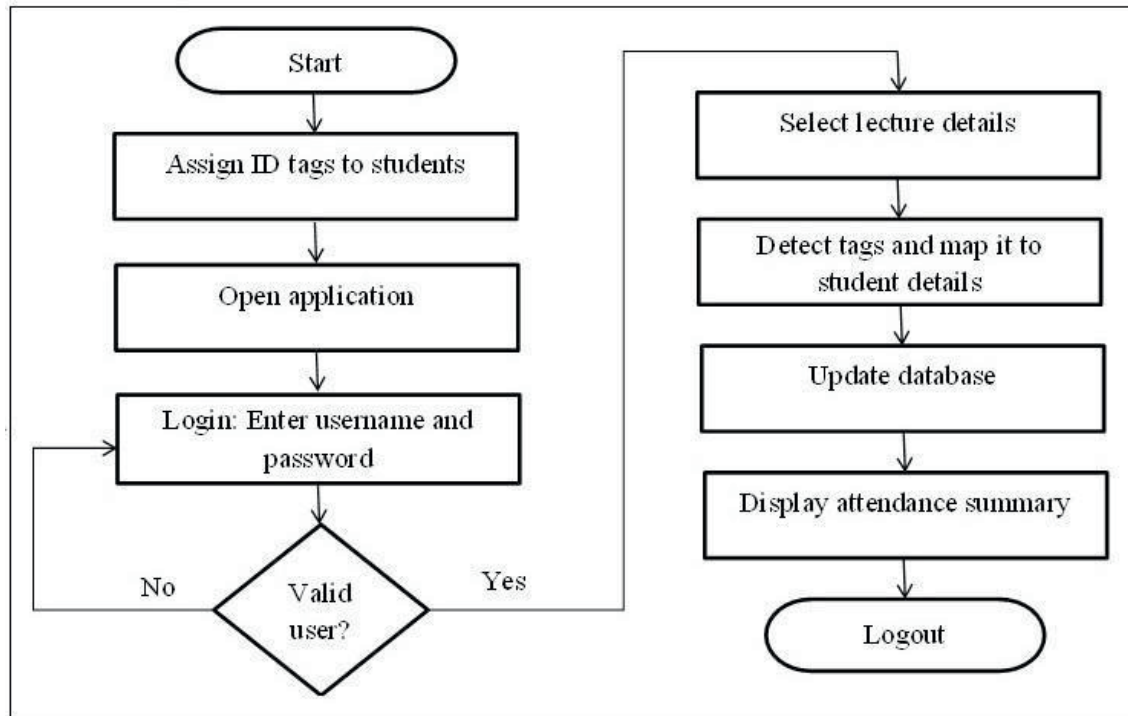 Start
Assign ID tags to students
Open application
Login: Enter username and
password
Valid
user?
No
Yes
Select lecture details
Detect tags and map it to
student details
Update database
Display attendance summary
Logout